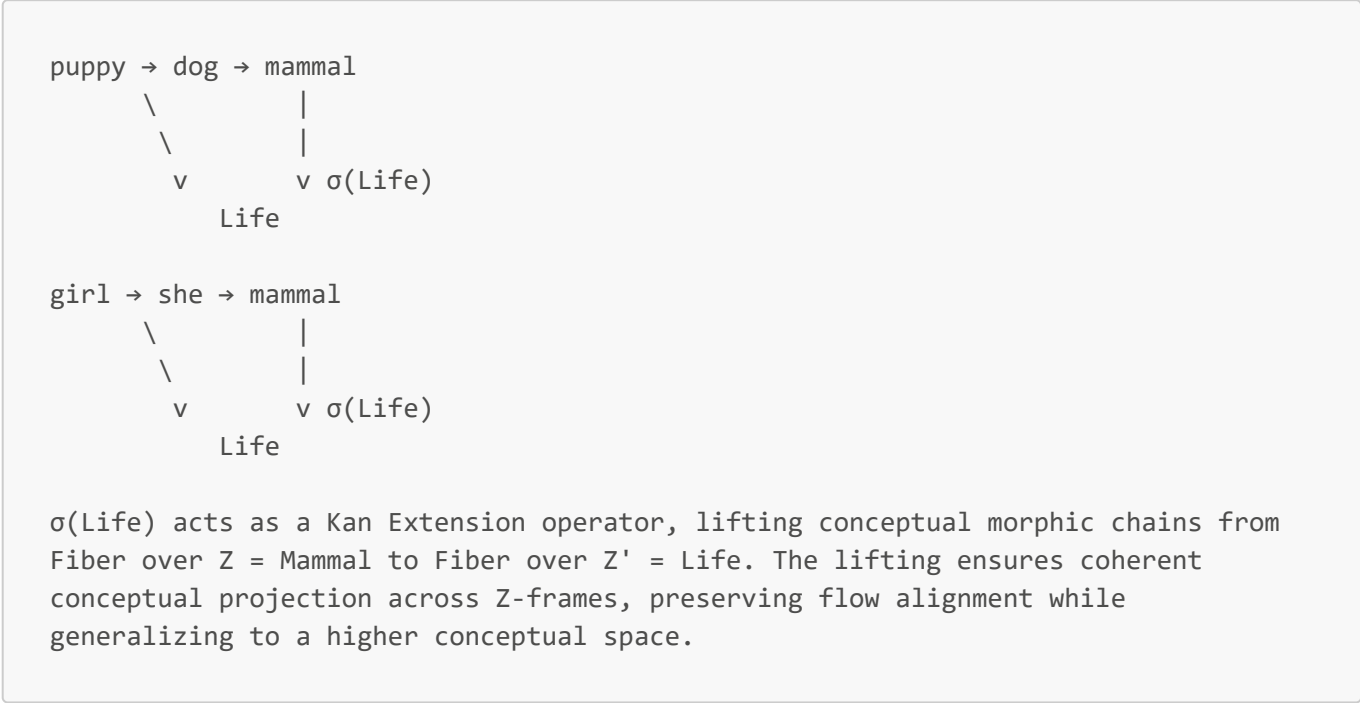 puppy → dog → mammal
      \          |
       \         |
        v        v σ(Life)
           Life
girl → she → mammal
      \          |
       \         |
        v        v σ(Life)
           Life
σ(Life) acts as a Kan Extension operator, lifting conceptual morphic chains from
Fiber over Z = Mammal to Fiber over Z' = Life. The lifting ensures coherent
conceptual projection across Z-frames, preserving flow alignment while
generalizing to a higher conceptual space.